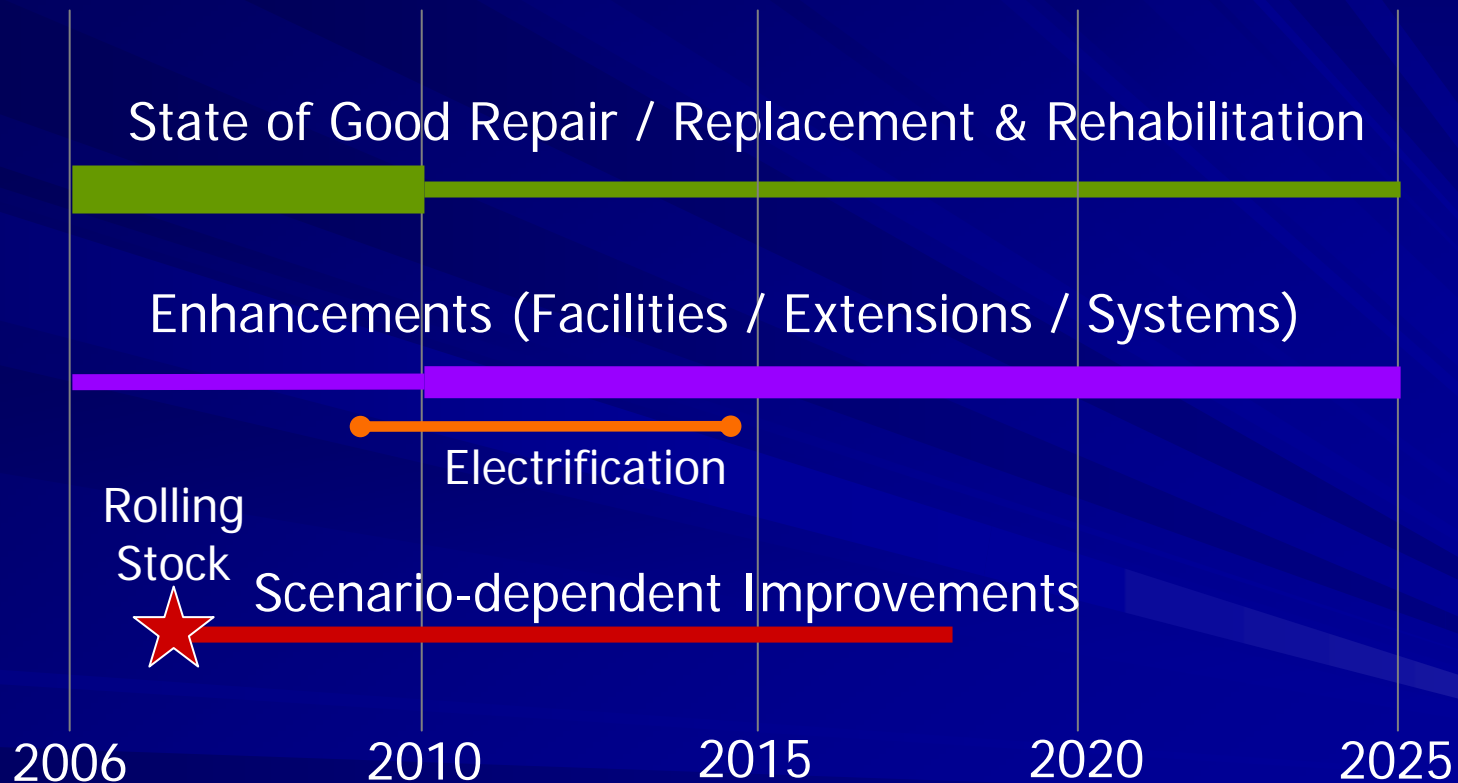 State of Good Repair / Replacement & Rehabilitation
Enhancements (Facilities / Extensions / Systems)
Electrification
Rolling
Stock
Scenario-dependent Improvements
2006 2010 2015 2020 2025